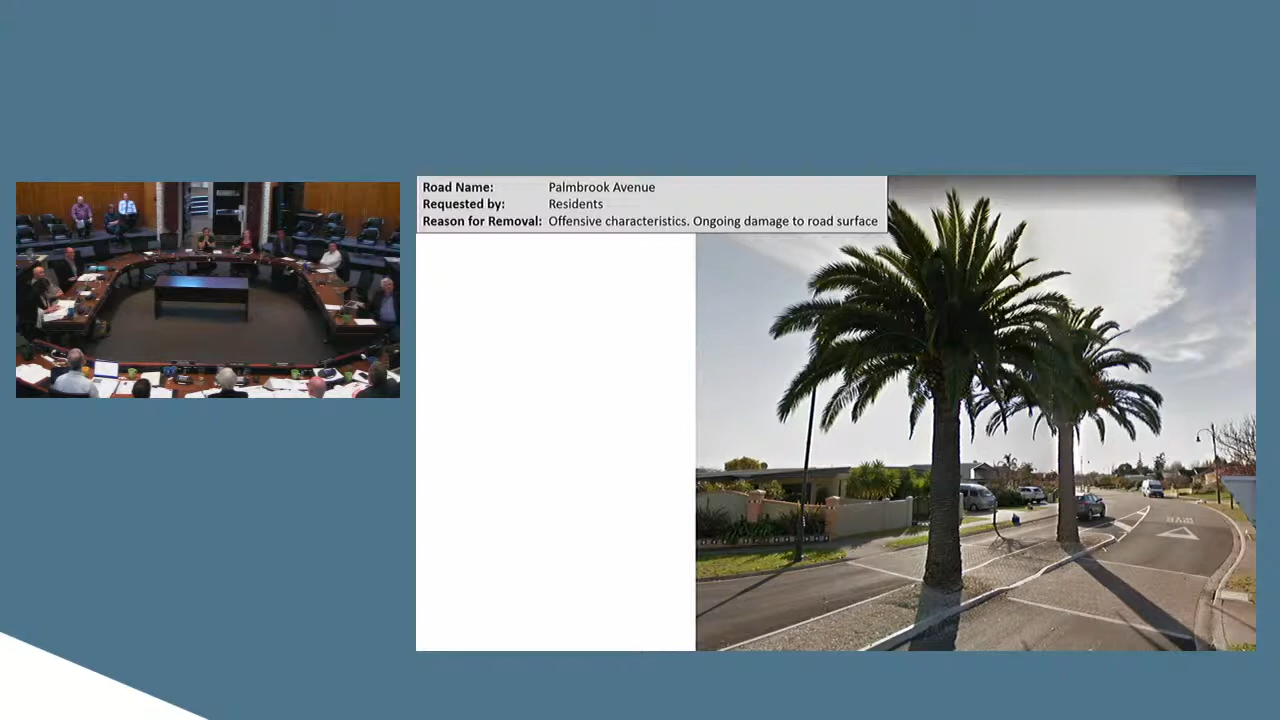 Road Name: Palmbrook Avenue
Requested by: Residents
Reason for Removal: Offensive characteristics. Ongoing damage to road surface